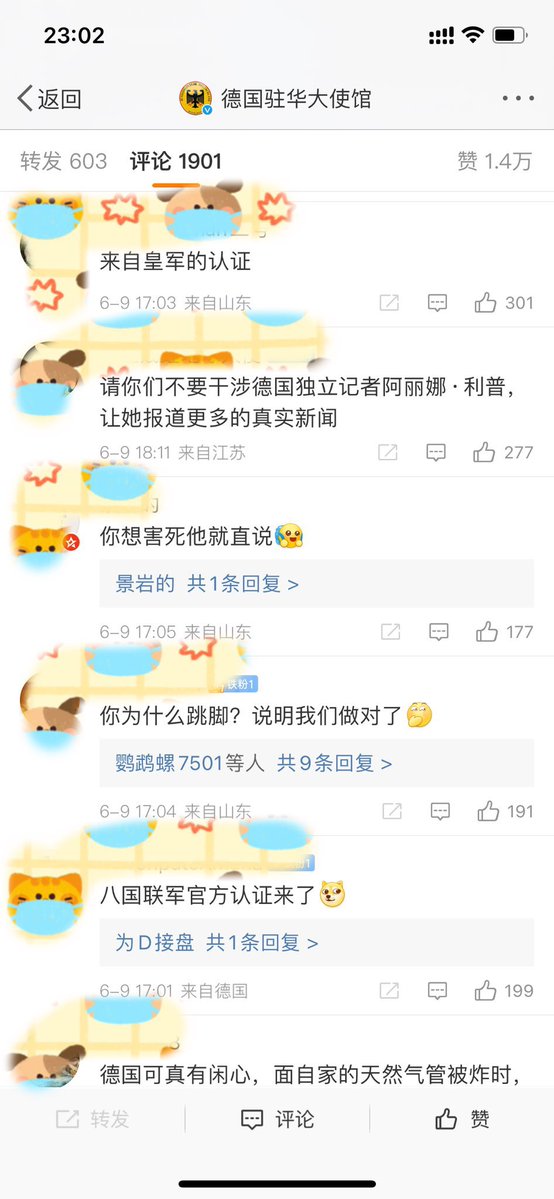 23:02
返回
德国驻华大使馆
转发 603 评论 1901 赞 1.4万
来自皇军的认证
6-9 17:03 来自山东 301
请你们不要干涉德国独立记者阿丽娜·利普，
让她报道更多的真实新闻
6-9 18:11 来自江苏 277
你想害死他就直说
景岩的 共1条回复 >
6-9 17:05 来自山东 177
铁粉1
你为什么跳脚？说明我们做对了
鹦鹉螺7501等人 共9条回复 >
6-9 17:04 来自山东 191
八国联军官方认证来了
为D接盘 共1条回复 >
6-9 17:01 来自德国 199
德国可真有闲心，面自家的天然气管被炸时，
转发 评论 赞